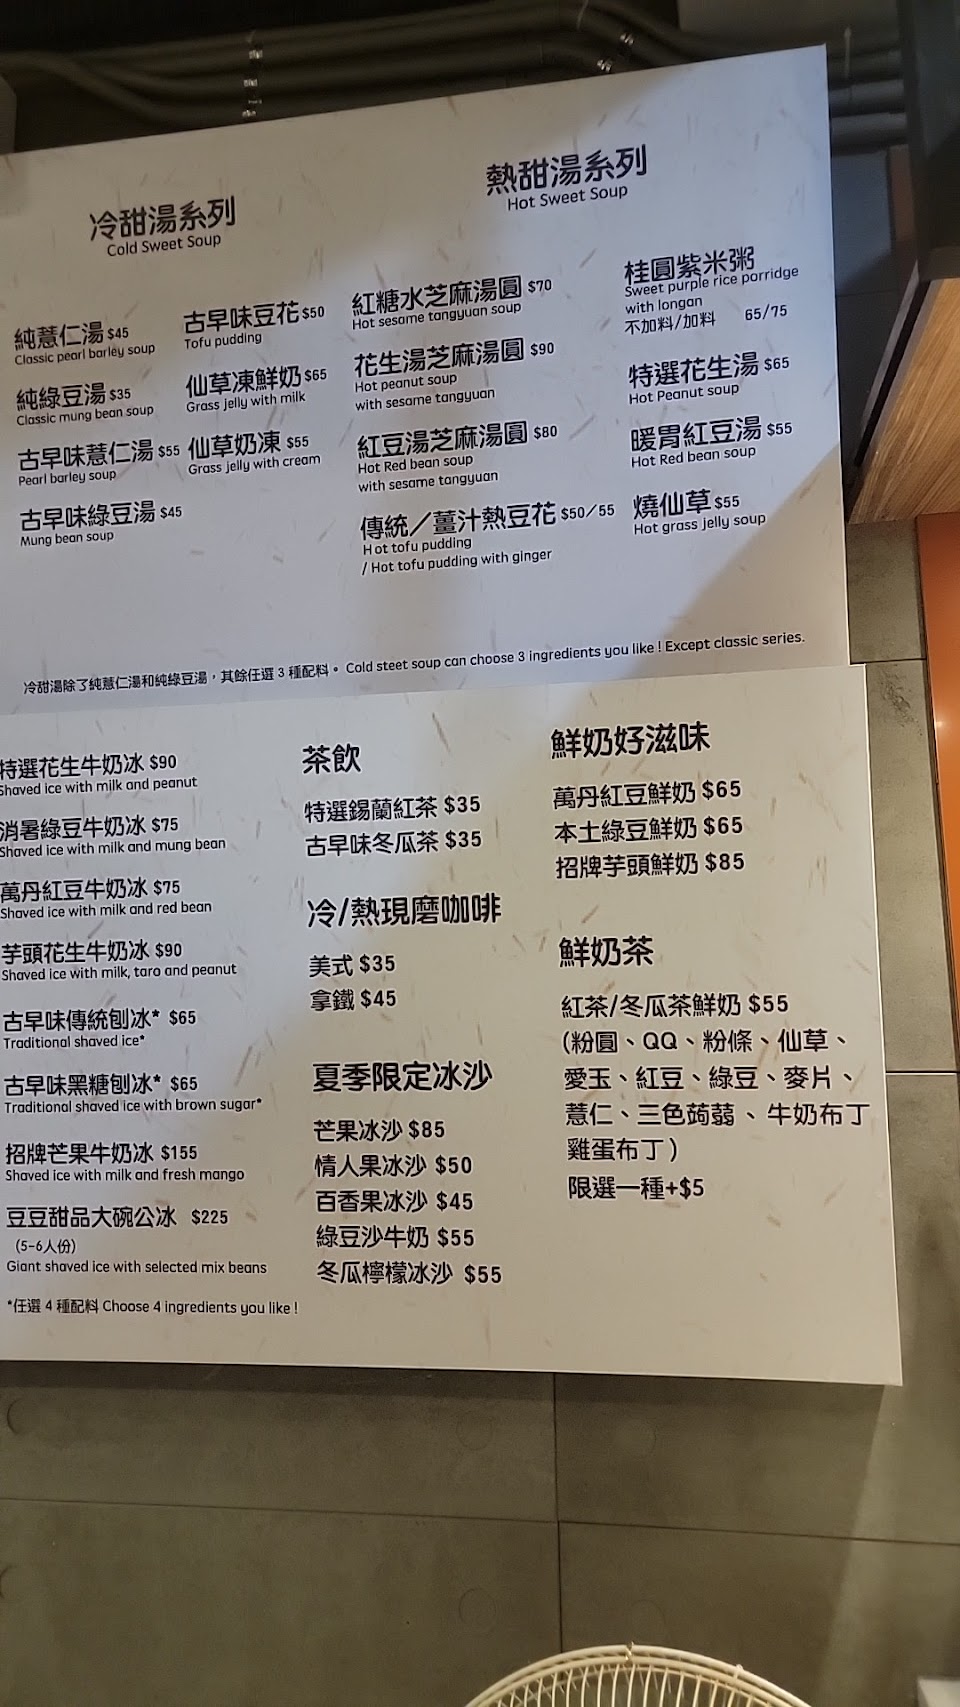 冷甜湯系列
Cold Sweet Soup
純薏仁湯 $45
Classic pearl barley soup
純綠豆湯 $35
Classic mung bean soup
古早味薏仁湯 $55
Pearl barley soup
古早味綠豆湯 $45
Mung bean soup
古早味豆花 $50
Tofu pudding
仙草凍鮮奶 $65
Grass jelly with milk
仙草奶凍 $55
Grass jelly with cream
熱甜湯系列
Hot Sweet Soup
紅糖水芝麻湯圓 $70
Hot sesame tangyuan soup
花生湯芝麻湯圓 $90
Hot peanut soup
with sesame tangyuan
紅豆湯芝麻湯圓 $80
Hot Red bean soup
with sesame tangyuan
傳統／薑汁熱豆花 $50/55
Hot tofu pudding
/ Hot tofu pudding with ginger
桂圓紫米粥
Sweet purple rice porridge
with longan
不加料/加料 65/75
特選花生湯 $65
Hot Peanut soup
暖胃紅豆湯 $55
Hot Red bean soup
燒仙草 $55
Hot grass jelly soup
冷甜湯除了純薏仁湯和純綠豆湯，其餘任選 3 種配料。 Cold steet soup can choose 3 ingredients you like ! Except classic series.
特選花生牛奶冰 $90
Shaved ice with milk and peanut
消暑綠豆牛奶冰 $75
Shaved ice with milk and mung bean
萬丹紅豆牛奶冰 $75
Shaved ice with milk and red bean
芋頭花生牛奶冰 $90
Shaved ice with milk, taro and peanut
古早味傳統刨冰* $65
Traditional shaved ice*
古早味黑糖刨冰* $65
Traditional shaved ice with brown sugar*
招牌芒果牛奶冰 $155
Shaved ice with milk and fresh mango
豆豆甜品大碗公冰 $225
（5-6人份）
Giant shaved ice with selected mix beans
*任選 4 種配料 Choose 4 ingredients you like !
茶飲
特選錫蘭紅茶 $35
古早味冬瓜茶 $35
冷/熱現磨咖啡
美式 $35
拿鐵 $45
夏季限定冰沙
芒果冰沙 $85
情人果冰沙 $50
百香果冰沙 $45
綠豆沙牛奶 $55
冬瓜檸檬冰沙 $55
鮮奶好滋味
萬丹紅豆鮮奶 $65
本土綠豆鮮奶 $65
招牌芋頭鮮奶 $85
鮮奶茶
紅茶/冬瓜茶鮮奶 $55
(粉圓、QQ、粉條、仙草、
愛玉、紅豆、綠豆、麥片、
薏仁、三色蒟蒻、牛奶布丁
雞蛋布丁)
限選一種+$5